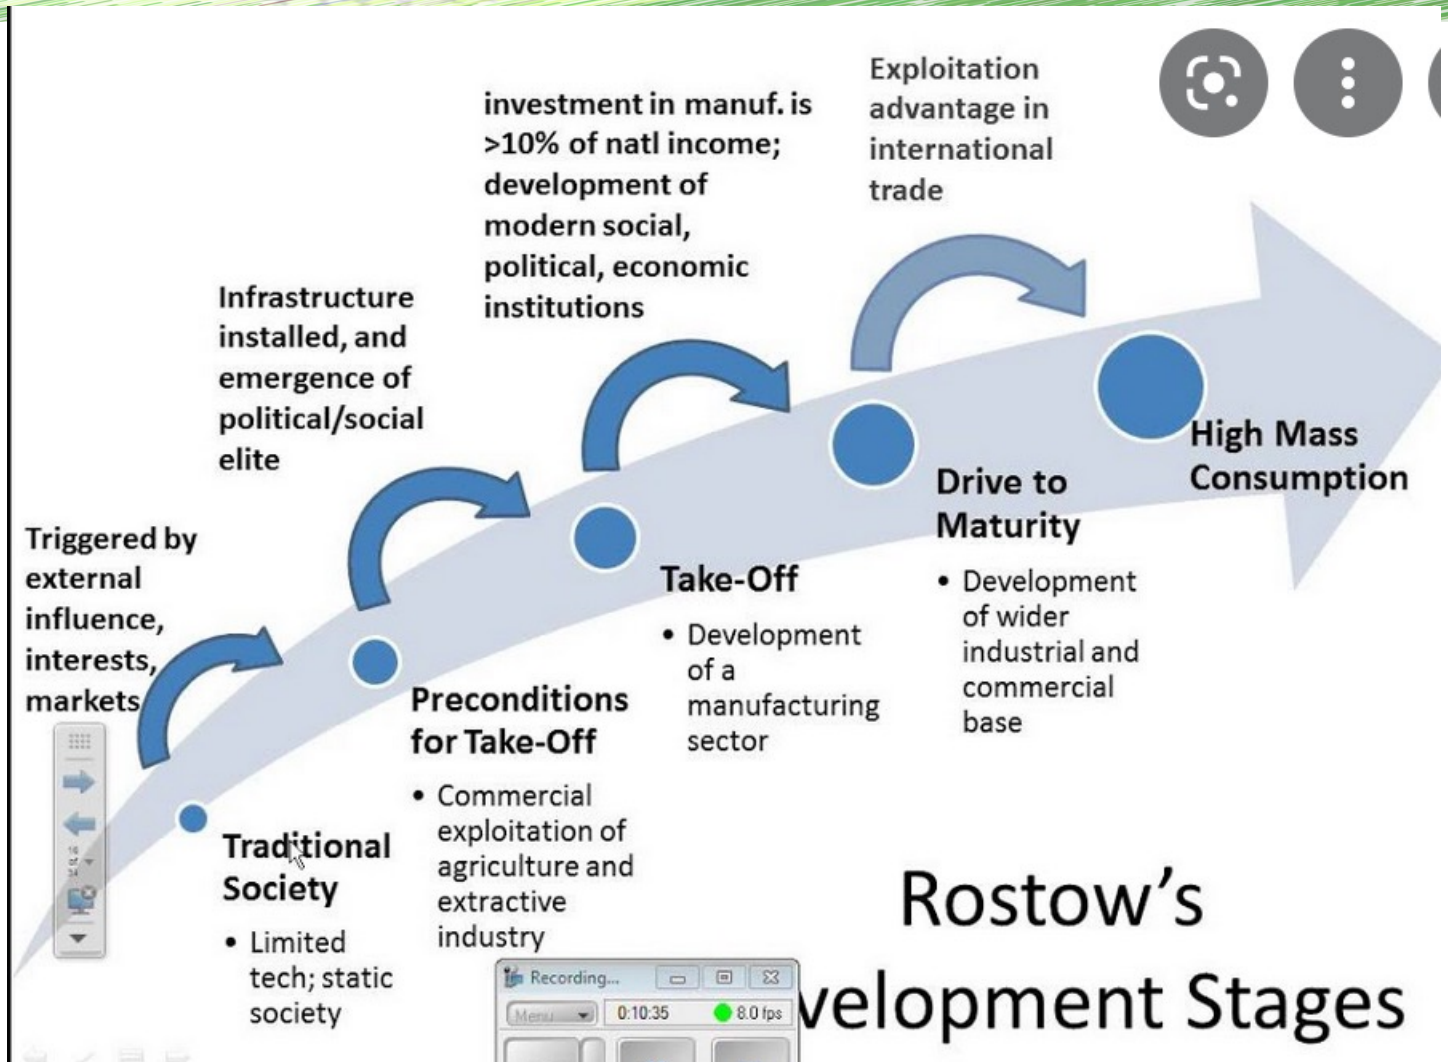 Exploitation
advantage in
international
trade
investment in manuf. is
>10% of natl income;
development of
modern social,
political, economic
institutions
Infrastructure
installed, and
emergence of
political/social
elite
Triggered by
external
influence,
interests,
markets
High Mass
Consumption
Drive to
Maturity
• Development
of wider
industrial and
commercial
base
Take-Off
• Development
of a
manufacturing
sector
Preconditions
for Take-Off
• Commercial
exploitation of
agriculture and
extractive
industry
Traditional
Society
• Limited
tech; static
society
Rostow's
velopment Stages
Recording...
Menu
0:10:35
8.0 fps